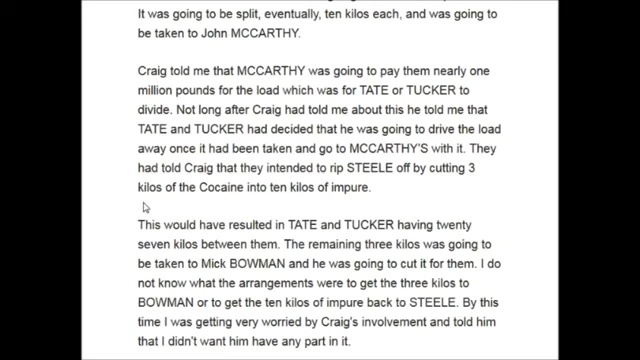 It was going to be split, eventually, ten kilos each, and was going to
be taken to John MCCARTHY.
Craig told me that MCCARTHY was going to pay them nearly one
million pounds for the load which was for TATE or TUCKER to
divide. Not long after Craig had told me about this he told me that
TATE and TUCKER had decided that he was going to drive the load
away once it had been taken and go to MCCARTHY'S with it. They
had told Craig that they intended to rip STEELE off by cutting 3
kilos of the Cocaine into ten kilos of impure.
This would have resulted in TATE and TUCKER having twenty
seven kilos between them. The remaining three kilos was going to
be taken to Mick BOWMAN and he was going to cut it for them. I do
not know what the arrangements were to get the three kilos to
BOWMAN or to get the ten kilos of impure back to STEELE. By this
time I was getting very worried by Craig's involvement and told him
that I didn't want him have any part in it.